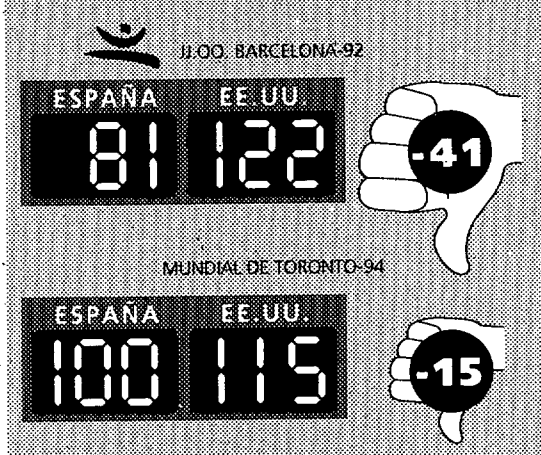 JJ.OO. BARCELONA-92
ESPAÑA EE.UU.
81 122
-41
MUNDIAL DE TORONTO-94
ESPAÑA EE.UU.
100 115
-15